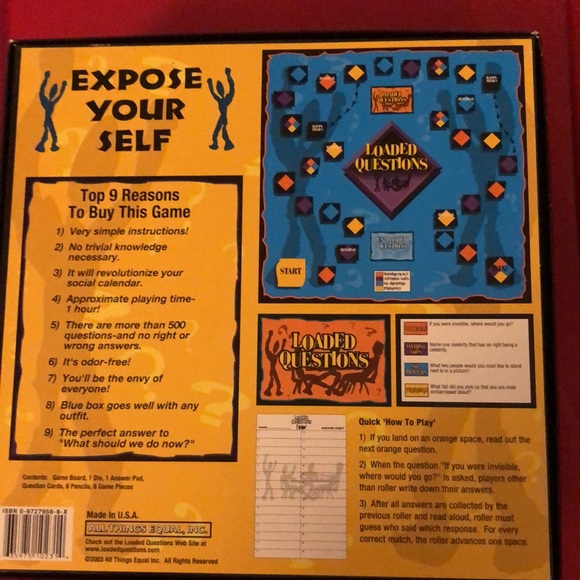 EXPOSE
YOUR
SELF
Top 9 Reasons
To Buy This Game
1) Very simple instructions!
2) No trivial knowledge
necessary.
3) It will revolutionize your
social calendar.
4) Approximate playing time-
1 hour!
5) There are more than 500
questions-and no right or
wrong answers.
6) It's odor-free!
7) You'll be the envy of
everyone!
8) Blue box goes well with any
outfit.
9) The perfect answer to
"What should we do now?"
Contents: Game Board, 1 Die, 1 Answer Pad,
Question Cards, 6 Pencils, 6 Game Pieces
Made in U.S.A.
ALL THINGS EQUAL, INC.
Check out the Loaded Questions Web Site at
www.loadedquestions.com
©2003 All Things Equal Inc. All Rights Reserved
LOADED
QUESTIONS
LOADED
QUESTIONS
START
LOADED
QUESTIONS
If you were invisible, where would you go?
Name one celebrity that has no right being a
celebrity.
What two people would you most like to stand
next to in a picture?
What fad did you pick up that you are most
embarrassed about?
Quick 'How To Play'
1) If you land on an orange space, read out the
next orange question.
2) When the question "If you were invisible,
where would you go?" is asked, players other
than roller write down their answers.
3) After all answers are collected by the
previous roller and read aloud, roller must
guess who said which response. For every
correct match, the roller advances one space.